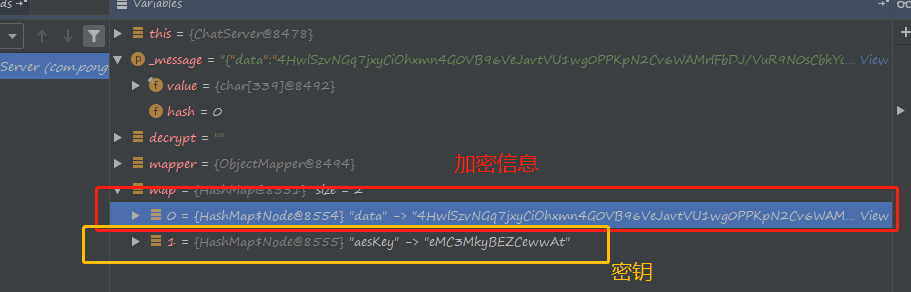 ds
Variables
this = {ChatServer@8478}
Server (com.pong
_message = "{"data":"4HwlSzvNGq7jxyCiOhxmn4GOVB96VeJavtVU1wgOPPKpN2Cv6WAMrlFbDJ/VuR9NOsCbkYc... View
value = {char[339]@8492}
hash = 0
decrypt = ""
mapper = {ObjectMapper@8494}
加密信息
map = {HashMap@8331} size = 2
0 = {HashMap$Node@8554} "data" -> "4HwlSzvNGq7jxyCiOhxmn4GOVB96VeJavtVU1wgOPPKpN2Cv6WAM... View
1 = {HashMap$Node@8555} "aesKey" -> "eMC3MkyBEZCewwAt"
密钥